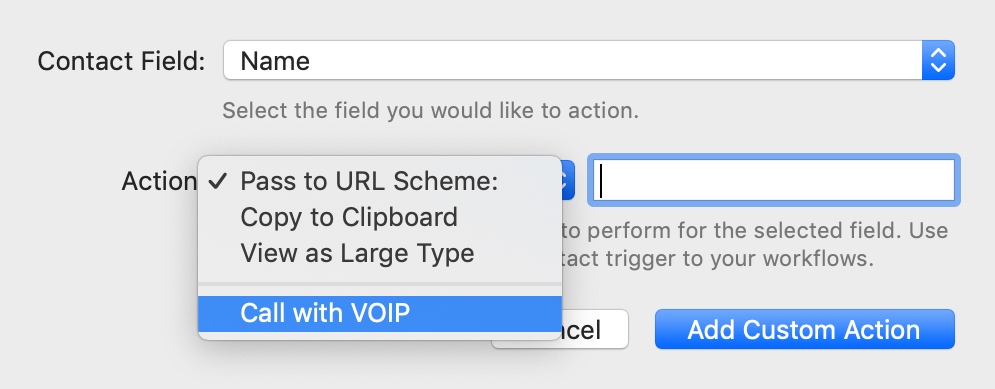 Contact Field: Name
Select the field you would like to action.
Action ✓ Pass to URL Scheme:
Copy to Clipboard
View as Large Type
to perform for the selected field. Use
trigger to your workflows.
Call with VOIP
Add Custom Action